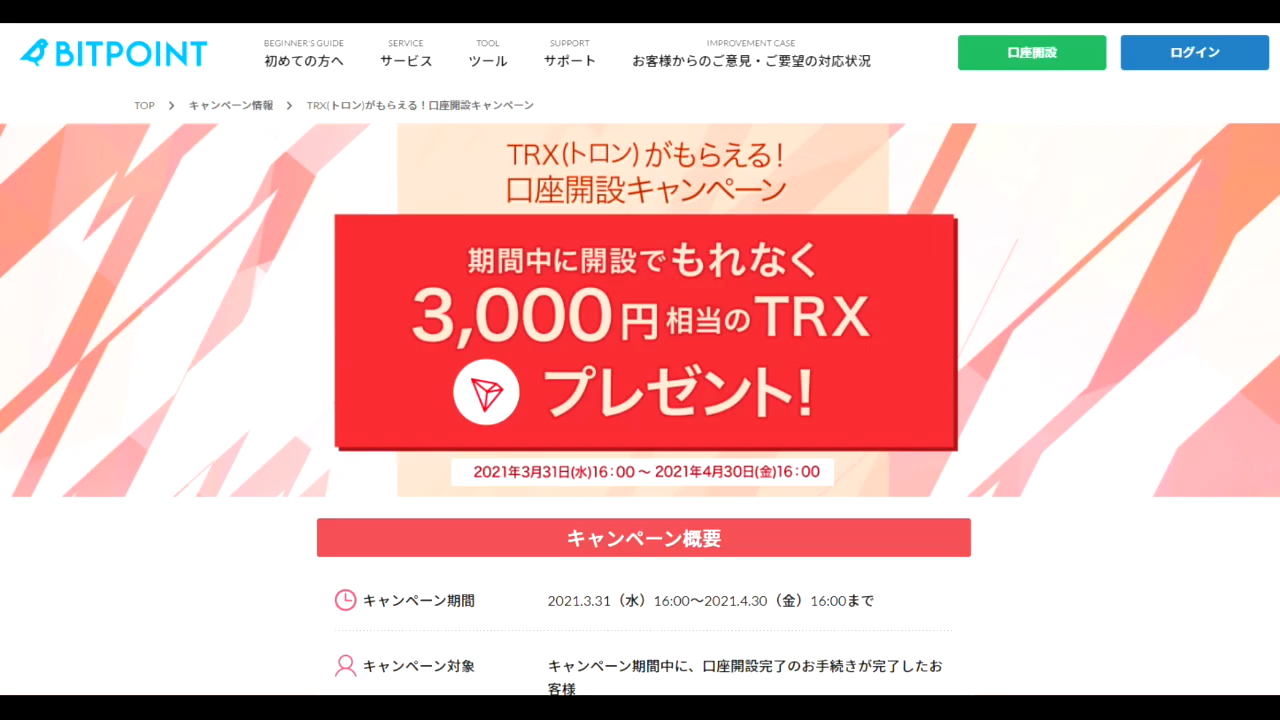 BITPOINT
BEGINNER'S GUIDE
初めての方へ
SERVICE
サービス
TOOL
ツール
SUPPORT
サポート
IMPROVEMENT CASE
お客様からのご意見・ご要望の対応状況
口座開設
ログイン
TOP > キャンペーン情報 > TRX(トロン)がもらえる！口座開設キャンペーン
TRX(トロン)がもらえる！
口座開設キャンペーン
期間中に開設でもれなく
3,000円相当のTRX
プレゼント!
2021年3月31日(水)16:00 ～ 2021年4月30日(金)16:00
キャンペーン概要
キャンペーン期間
2021.3.31（水）16:00～2021.4.30（金）16:00まで
キャンペーン対象
キャンペーン期間中に、口座開設完了のお手続きが完了したお
客様